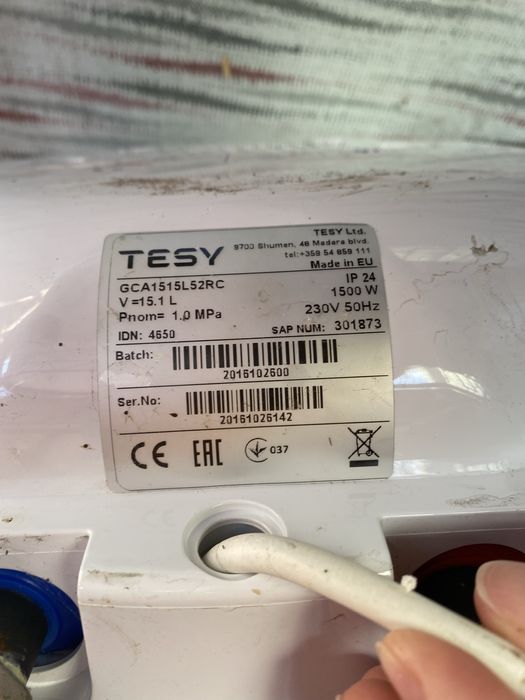 TESY
TESY Ltd.
9700 Shumen, 48 Madara blvd.
tel:+359 54 859 111
Made in EU
GCA1515L52RC
IP 24
V =15.1 L
1500 W
Pnom= 1.0 MPa
230V 50Hz
IDN: 4650
SAP NUM: 301873
Batch:
2016102600
Ser.No:
20161026142
CE
EAC
037